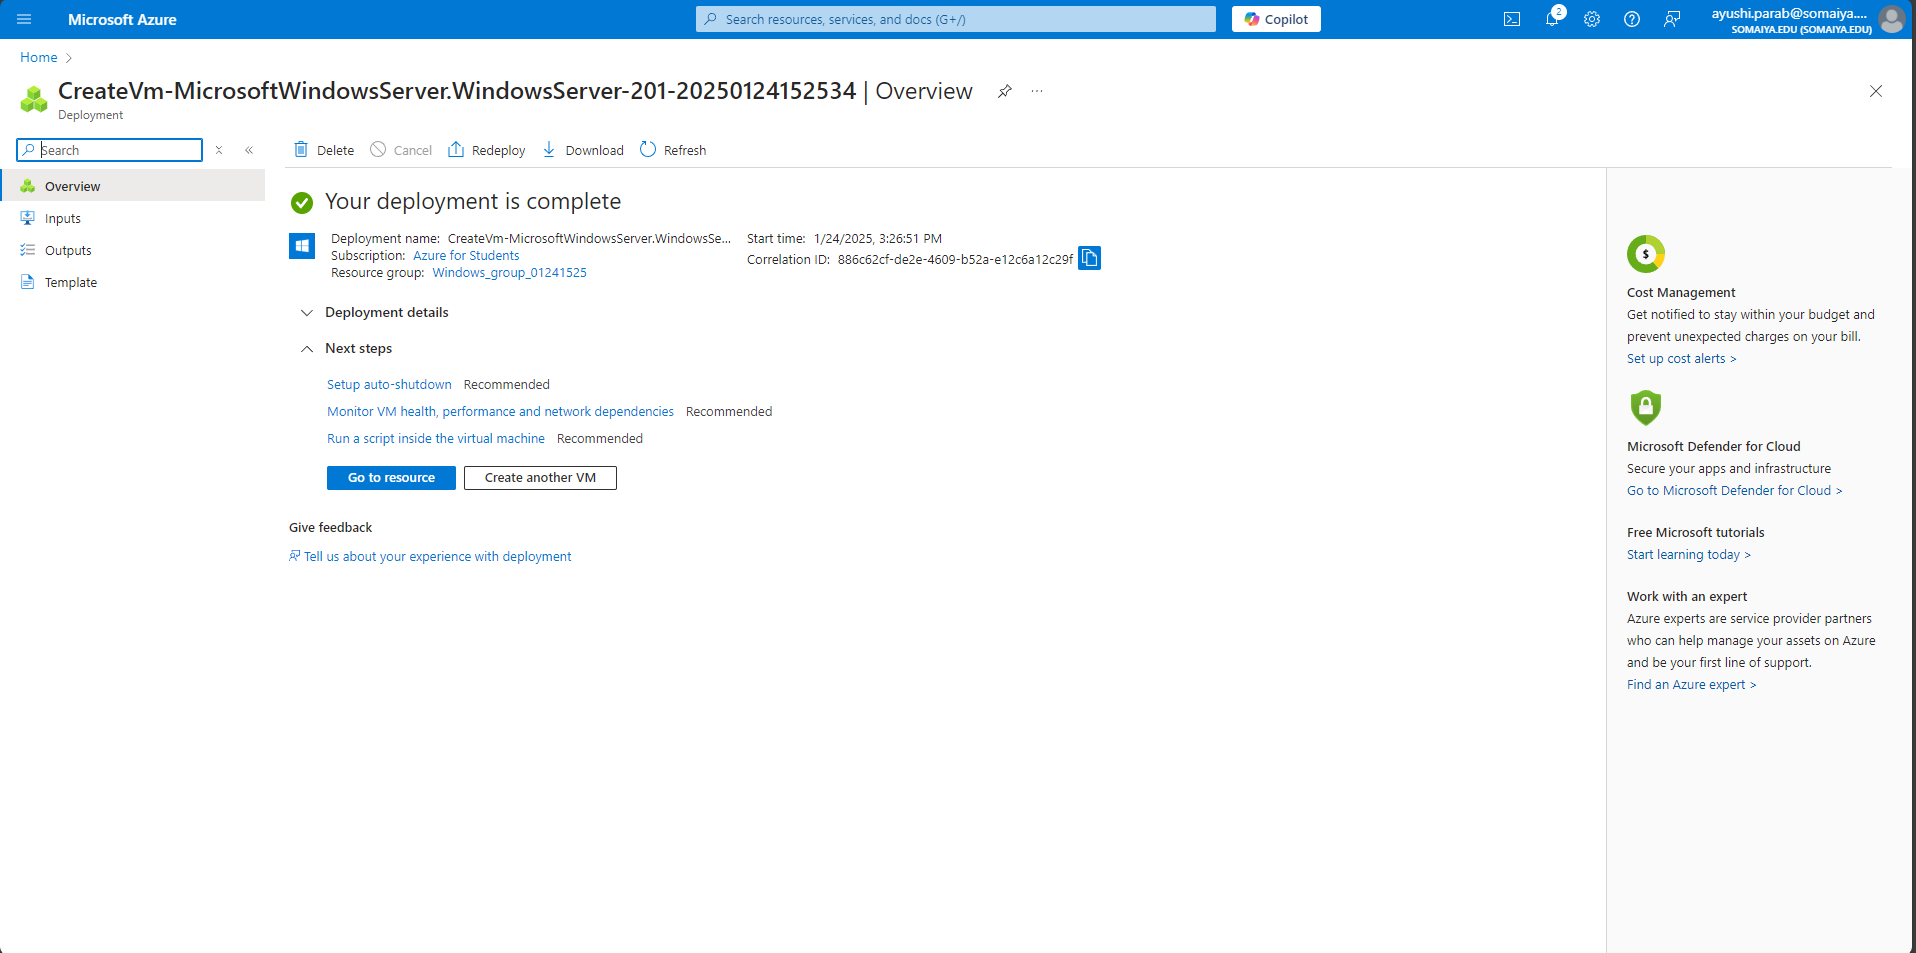 Microsoft Azure
Search resources, services, and docs (G+/)
Copilot
2
ayushi.parab@somaiya....
SOMAIYA.EDU (SOMAIYA.EDU)
Home
CreateVm-MicrosoftWindowsServer.WindowsServer-201-20250124152534 | Overview
...
Deployment
Search
Delete
Cancel
Redeploy
Download
Refresh
Overview
Inputs
Outputs
Template
Your deployment is complete
Deployment name: CreateVm-MicrosoftWindowsServer.WindowsSe...
Subscription: Azure for Students
Resource group: Windows_group_01241525
Start time: 1/24/2025, 3:26:51 PM
Correlation ID: 886c62cf-de2e-4609-b52a-e12c6a12c29f
Deployment details
Next steps
Setup auto-shutdown Recommended
Monitor VM health, performance and network dependencies Recommended
Run a script inside the virtual machine Recommended
Go to resource
Create another VM
Give feedback
Tell us about your experience with deployment
$
Cost Management
Get notified to stay within your budget and
prevent unexpected charges on your bill.
Set up cost alerts >
Microsoft Defender for Cloud
Secure your apps and infrastructure
Go to Microsoft Defender for Cloud >
Free Microsoft tutorials
Start learning today >
Work with an expert
Azure experts are service provider partners
who can help manage your assets on Azure
and be your first line of support.
Find an Azure expert >